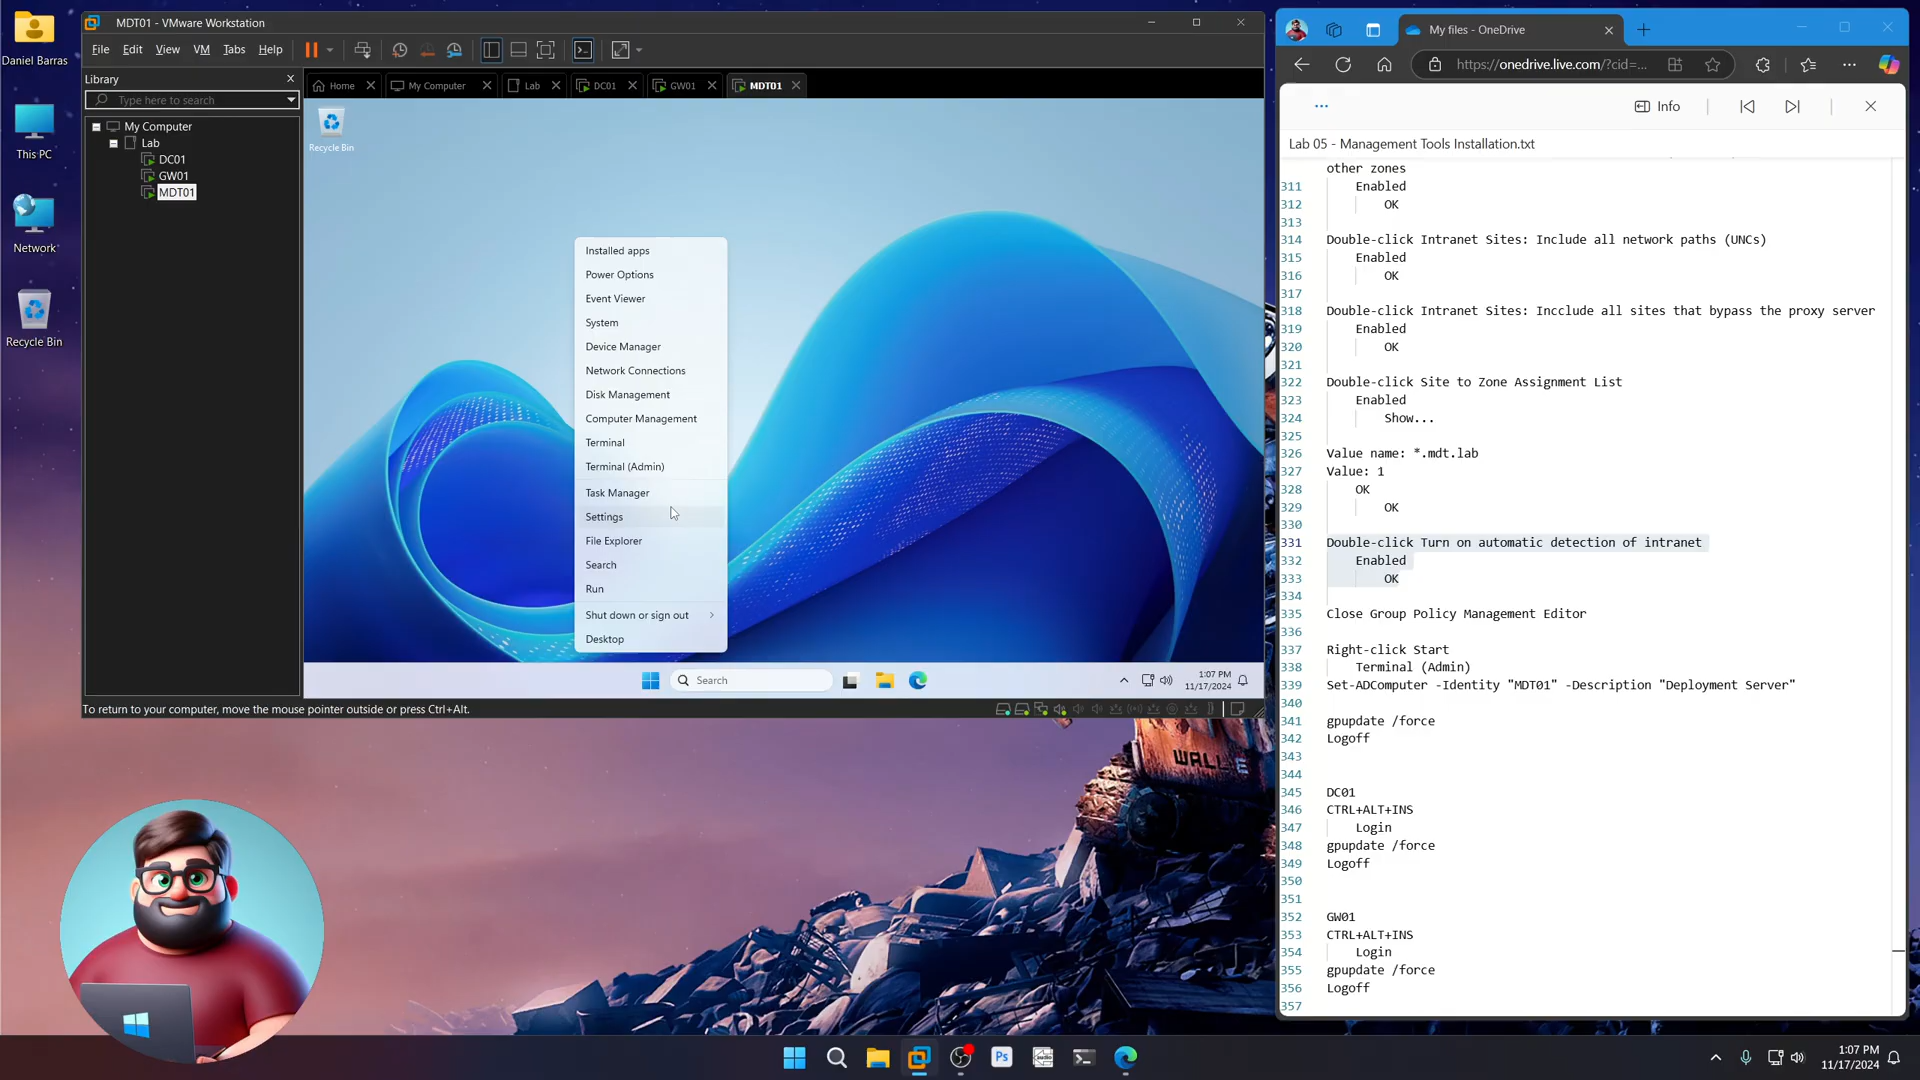 Daniel Barras
This PC
Network
Recycle Bin
MDT01 - VMware Workstation
File Edit View VM Tabs Help
Library
Type here to search
My Computer
Lab
DC01
GW01
MDT01
Home
My Computer
Lab
DC01
GW01
MDT01
Recycle Bin
Installed apps
Power Options
Event Viewer
System
Device Manager
Network Connections
Disk Management
Computer Management
Terminal
Terminal (Admin)
Task Manager
Settings
File Explorer
Search
Run
Shut down or sign out
Desktop
Search
1:07 PM
11/17/2024
To return to your computer, move the mouse pointer outside or press Ctrl+Alt.
WALL
My files - OneDrive
https://onedrive.live.com/?cid=...
Info
Lab 05 - Management Tools Installation.txt
other zones
311 Enabled
312 OK
313
314 Double-click Intranet Sites: Include all network paths (UNCs)
315 Enabled
316 OK
317
318 Double-click Intranet Sites: Incclude all sites that bypass the proxy server
319 Enabled
320 OK
321
322 Double-click Site to Zone Assignment List
323 Enabled
324 Show...
325
326 Value name: *.mdt.lab
327 Value: 1
328 OK
329 OK
330
331 Double-click Turn on automatic detection of intranet
332 Enabled
333 OK
334
335 Close Group Policy Management Editor
336
337 Right-click Start
338 Terminal (Admin)
339 Set-ADComputer -Identity "MDT01" -Description "Deployment Server"
340
341 gpupdate /force
342 Logoff
343
344
345 DC01
346 CTRL+ALT+INS
347 Login
348 gpupdate /force
349 Logoff
350
351
352 GW01
353 CTRL+ALT+INS
354 Login
355 gpupdate /force
356 Logoff
357
Ps
1:07 PM
11/17/2024